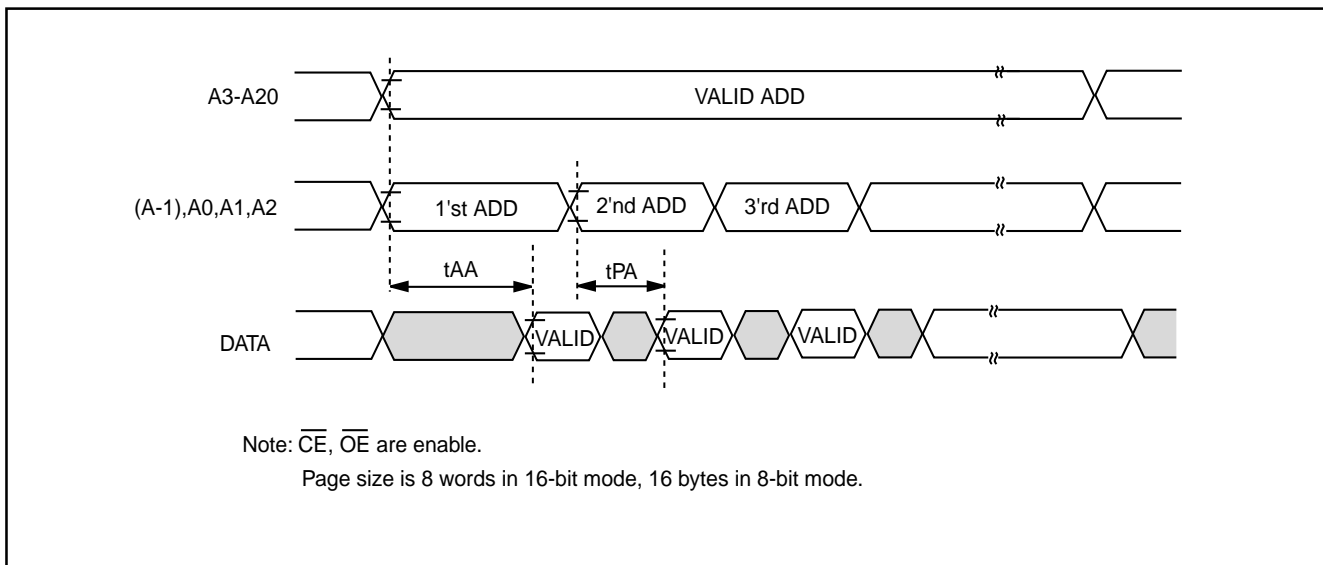 A3-A20
VALID ADD
(A-1),A0,A1,A2
1'st ADD
2'nd ADD
3'rd ADD
tAA
tPA
DATA
VALID
VALID
VALID
Note: CE, OE are enable.
Page size is 8 words in 16-bit mode, 16 bytes in 8-bit mode.